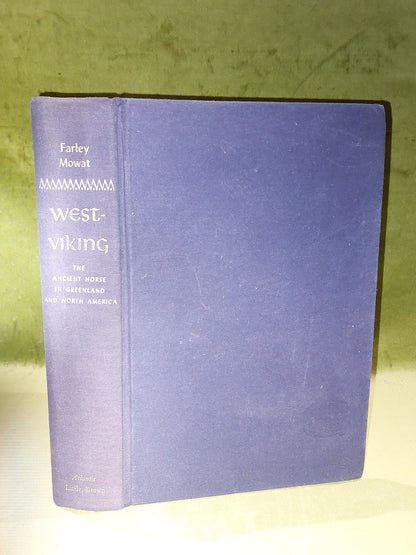 Farley
Mowat
WEST-
VIKING
THE
ANCIENT NORSE
IN GREENLAND
AND NORTH AMERICA
Atlantic
Little, Brown